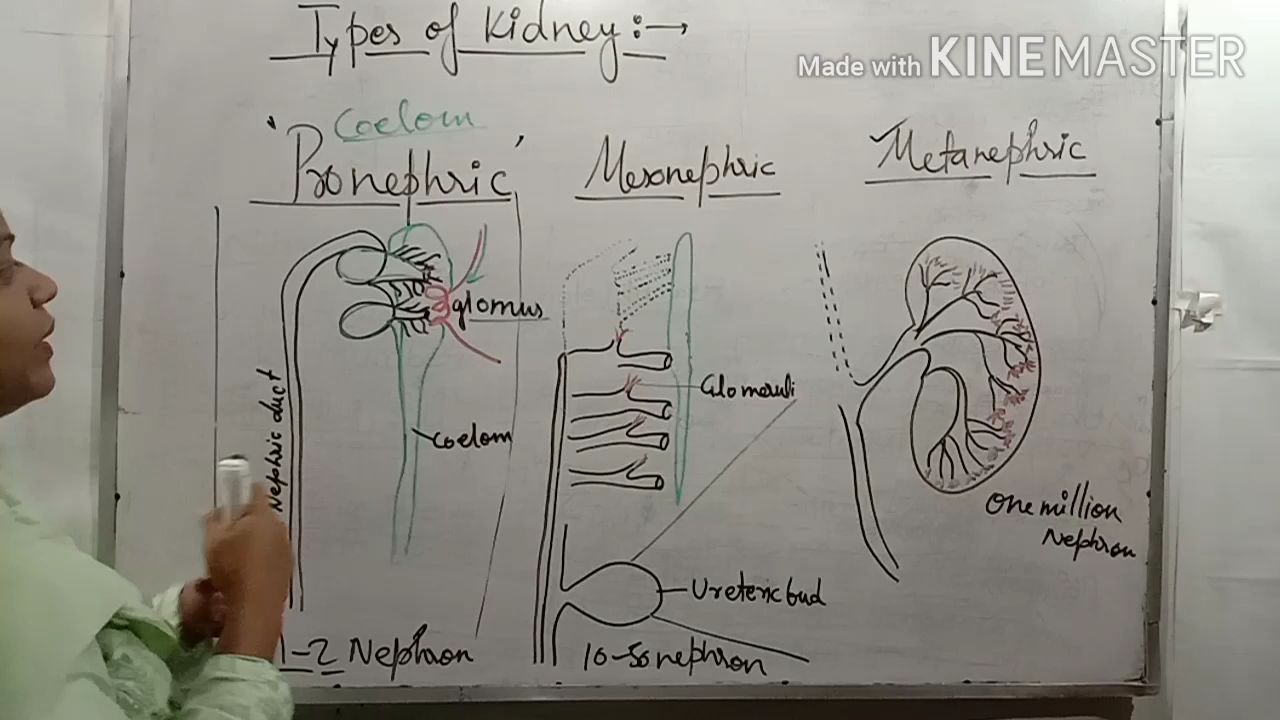 Types of Kidney :→
Made with KINEMASTER
Coelom
'Pronephric'
Mesonephric
Metanephric
glomus
Nephric duct
Coelom
Glomeruli
One million
Nephron
Ureteric bud
1-2 Nephron
10-50 nephron